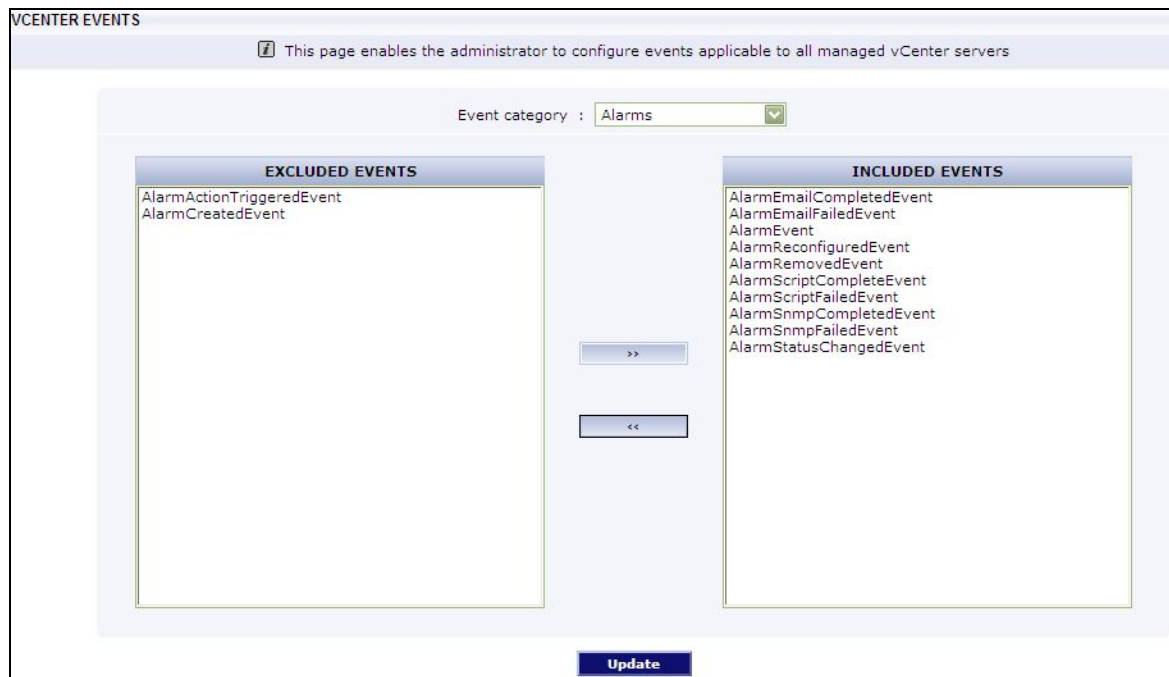 VCENTER EVENTS
i This page enables the administrator to configure events applicable to all managed vCenter servers
Event category : Alarms
EXCLUDED EVENTS
AlarmActionTriggeredEvent
AlarmCreatedEvent
>>
<<
INCLUDED EVENTS
AlarmEmailCompletedEvent
AlarmEmailFailedEvent
AlarmEvent
AlarmReconfiguredEvent
AlarmRemovedEvent
AlarmScriptCompleteEvent
AlarmScriptFailedEvent
AlarmSnmpCompletedEvent
AlarmSnmpFailedEvent
AlarmStatusChangedEvent
Update